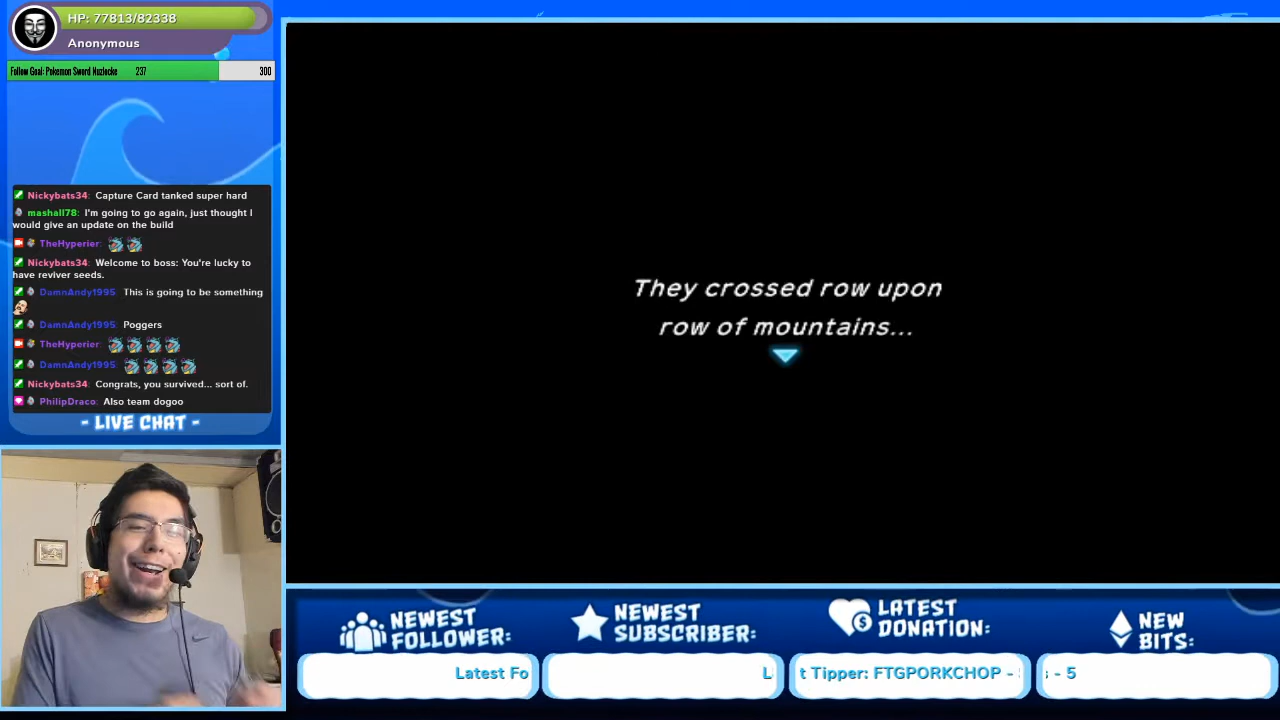 HP: 77813/82338
Anonymous
Follow Goal: Pokemon Sword Nuzlocke 237 300
Nickybats34: Capture Card tanked super hard
mashall78: I'm going to go again, just thought I
would give an update on the build
TheHyperier:
Nickybats34: Welcome to boss: You're lucky to
have reviver seeds.
DamnAndy1995: This is going to be something
DamnAndy1995: Poggers
TheHyperier:
DamnAndy1995:
Nickybats34: Congrats, you survived... sort of.
PhilipDraco: Also team dogoo
- LIVE CHAT -
They crossed row upon
row of mountains...
NEWEST
FOLLOWER:
Latest Fo
NEWEST
SUBSCRIBER:
L
LATEST
DONATION:
t Tipper: FTGPORKCHOP -
NEW
BITS:
- 5